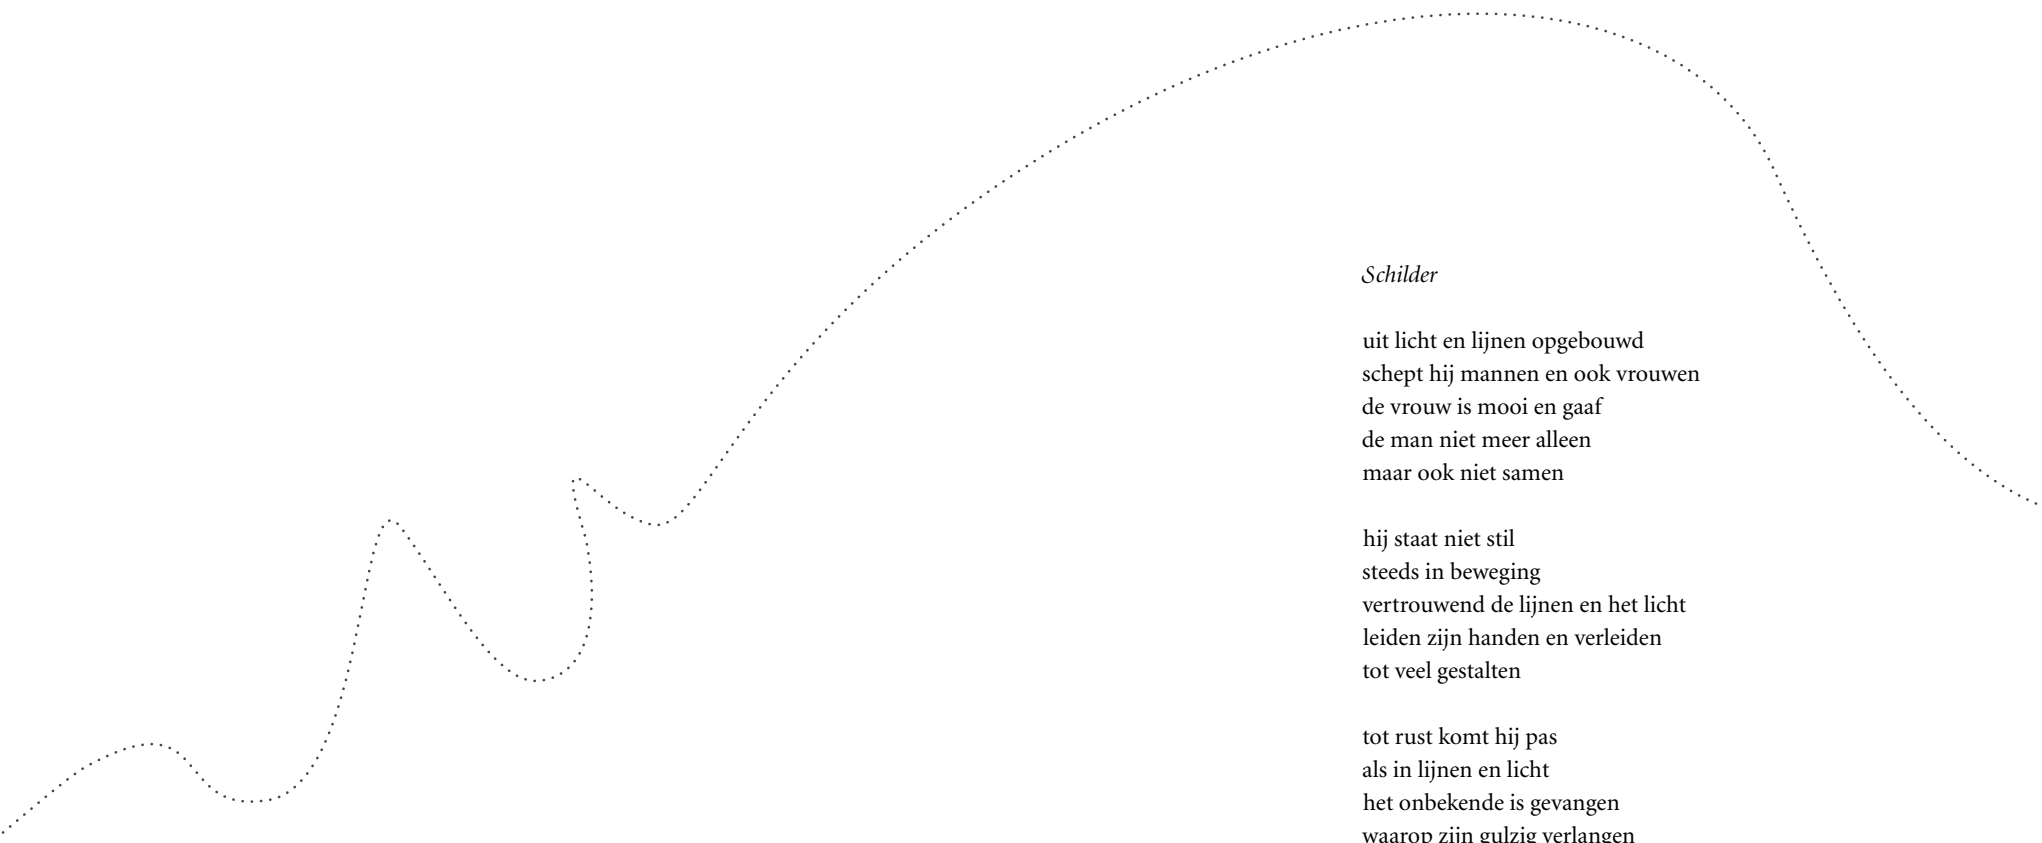 Schilder
uit licht en lijnen opgebouwd
schept hij mannen en ook vrouwen
de vrouw is mooi en gaaf
de man niet meer alleen
maar ook niet samen
hij staat niet stil
steeds in beweging
vertrouwend de lijnen en het licht
leiden zijn handen en verleiden
tot veel gestalten
tot rust komt hij pas
als in lijnen en licht
het onbekende is gevangen
waarop zijn gulzig verlangen